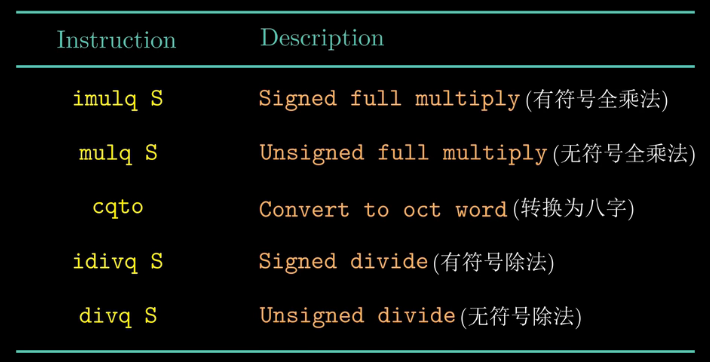 Instruction Description
imulq S Signed full multiply (有符号全乘法)
mulq S Unsigned full multiply (无符号全乘法)
cqto Convert to oct word (转换为八字)
idivq S Signed divide (有符号除法)
divq S Unsigned divide (无符号除法)